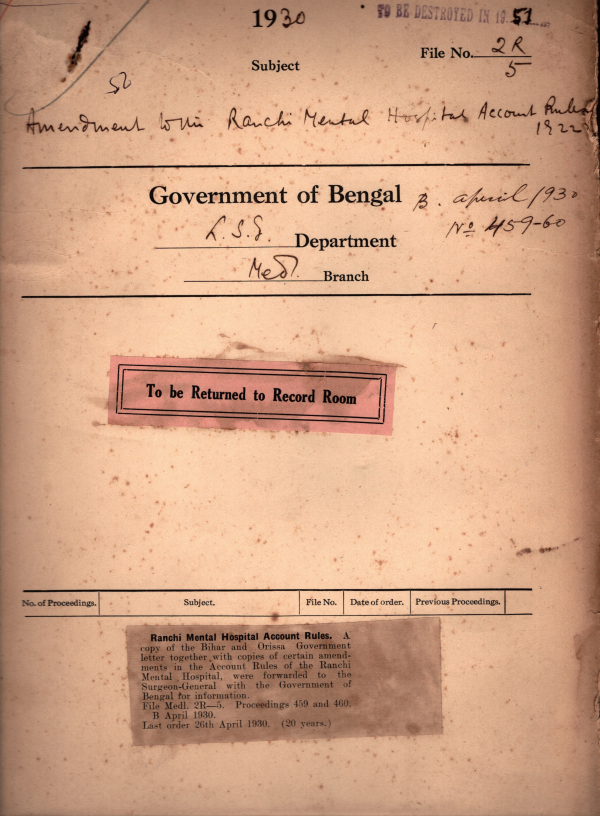 1930
TO BE DESTROYED IN 1951
File No. 2R
5
Subject
Amendment to the Ranchi Mental Hospital Account Rules
1922
Government of Bengal
B. April 1930
L. S. G. Department
No 459-60
Medl. Branch
To be Returned to Record Room
No. of Proceedings. Subject. File No. Date of order. Previous Proceedings.
Ranchi Mental Hospital Account Rules. A
copy of the Bihar and Orissa Government
letter together with copies of certain amend-
ments in the Account Rules of the Ranchi
Mental Hospital, were forwarded to the
Surgeon-General with the Government of
Bengal for information.
File Medl. 2R—5. Proceedings 459 and 460.
B April 1930.
Last order 26th April 1930. (20 years.)